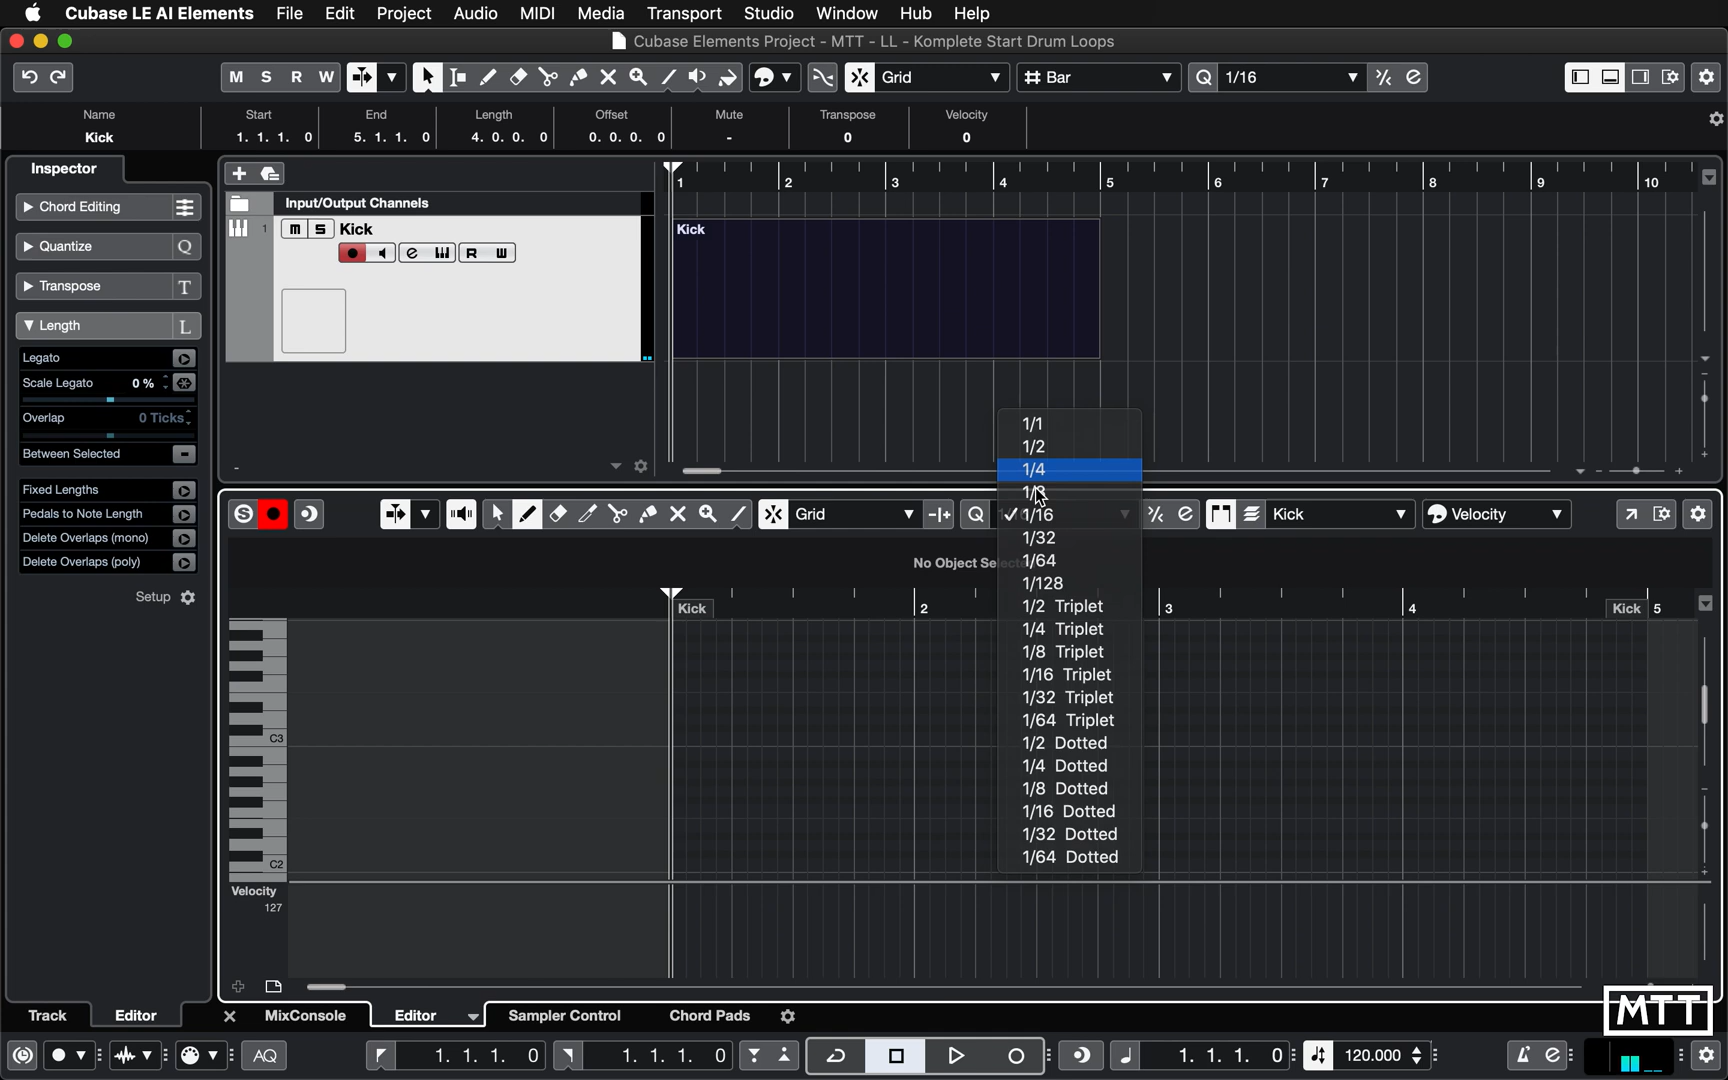 Cubase LE AI Elements File Edit Project Audio MIDI Media Transport Studio Window Hub Help
Cubase Elements Project - MTT - LL - Komplete Start Drum Loops
M S R W Grid Bar Q 1/16
Name Start End Length Offset Mute Transpose Velocity
Kick 1. 1. 1. 0 5. 1. 1. 0 4. 0. 0. 0 0. 0. 0. 0 - 0 0
Inspector
1 2 3 4 5 6 7 8 9 10
Chord Editing
Input/Output Channels
1 m S Kick
Kick
Quantize Q
e R W
Transpose T
Length L
Legato
Scale Legato 0 %
Overlap 0 Ticks
Between Selected
Fixed Lengths
Pedals to Note Length
Delete Overlaps (mono)
Delete Overlaps (poly)
Setup
S Grid Q Kick Velocity
1/1
1/2
1/4
1/8
✓ 1/16
1/32
1/64
1/128
1/2 Triplet
1/4 Triplet
1/8 Triplet
1/16 Triplet
1/32 Triplet
1/64 Triplet
1/2 Dotted
1/4 Dotted
1/8 Dotted
1/16 Dotted
1/32 Dotted
1/64 Dotted
No Object
Kick 2 3 4 Kick 5
C3
C2
Velocity
127
MTT
Track Editor MixConsole Editor Sampler Control Chord Pads
AQ 1. 1. 1. 0 1. 1. 1. 0 1. 1. 1. 0 120.000